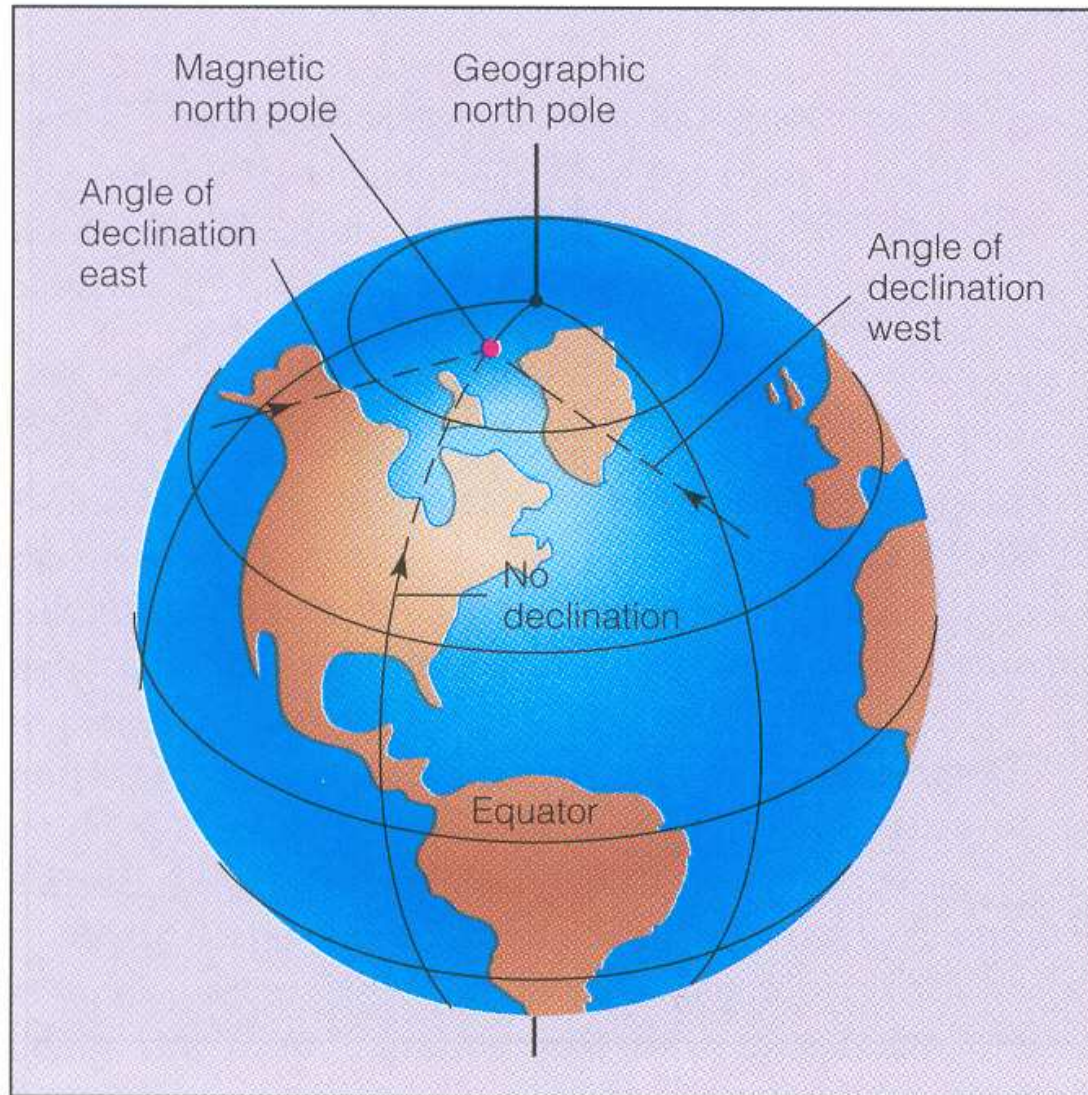 Magnetic
north pole
Geographic
north pole
Angle of
declination
east
Angle of
declination
west
No
declination
Equator